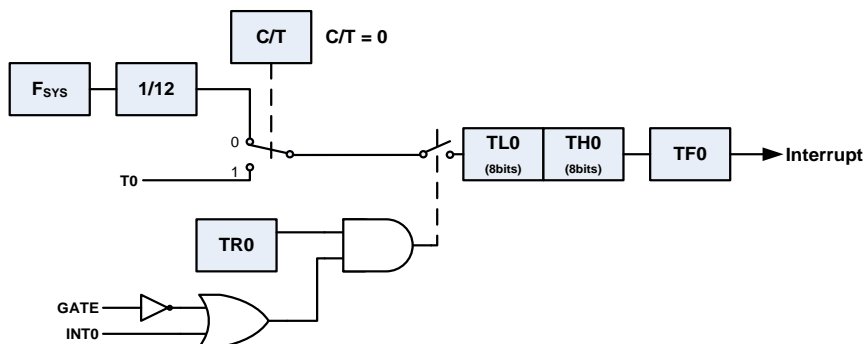 C/T
C/T = 0
FSYS
1/12
0
1
T0
TL0
(8bits)
TH0
(8bits)
TF0
Interrupt
TR0
GATE
INT0